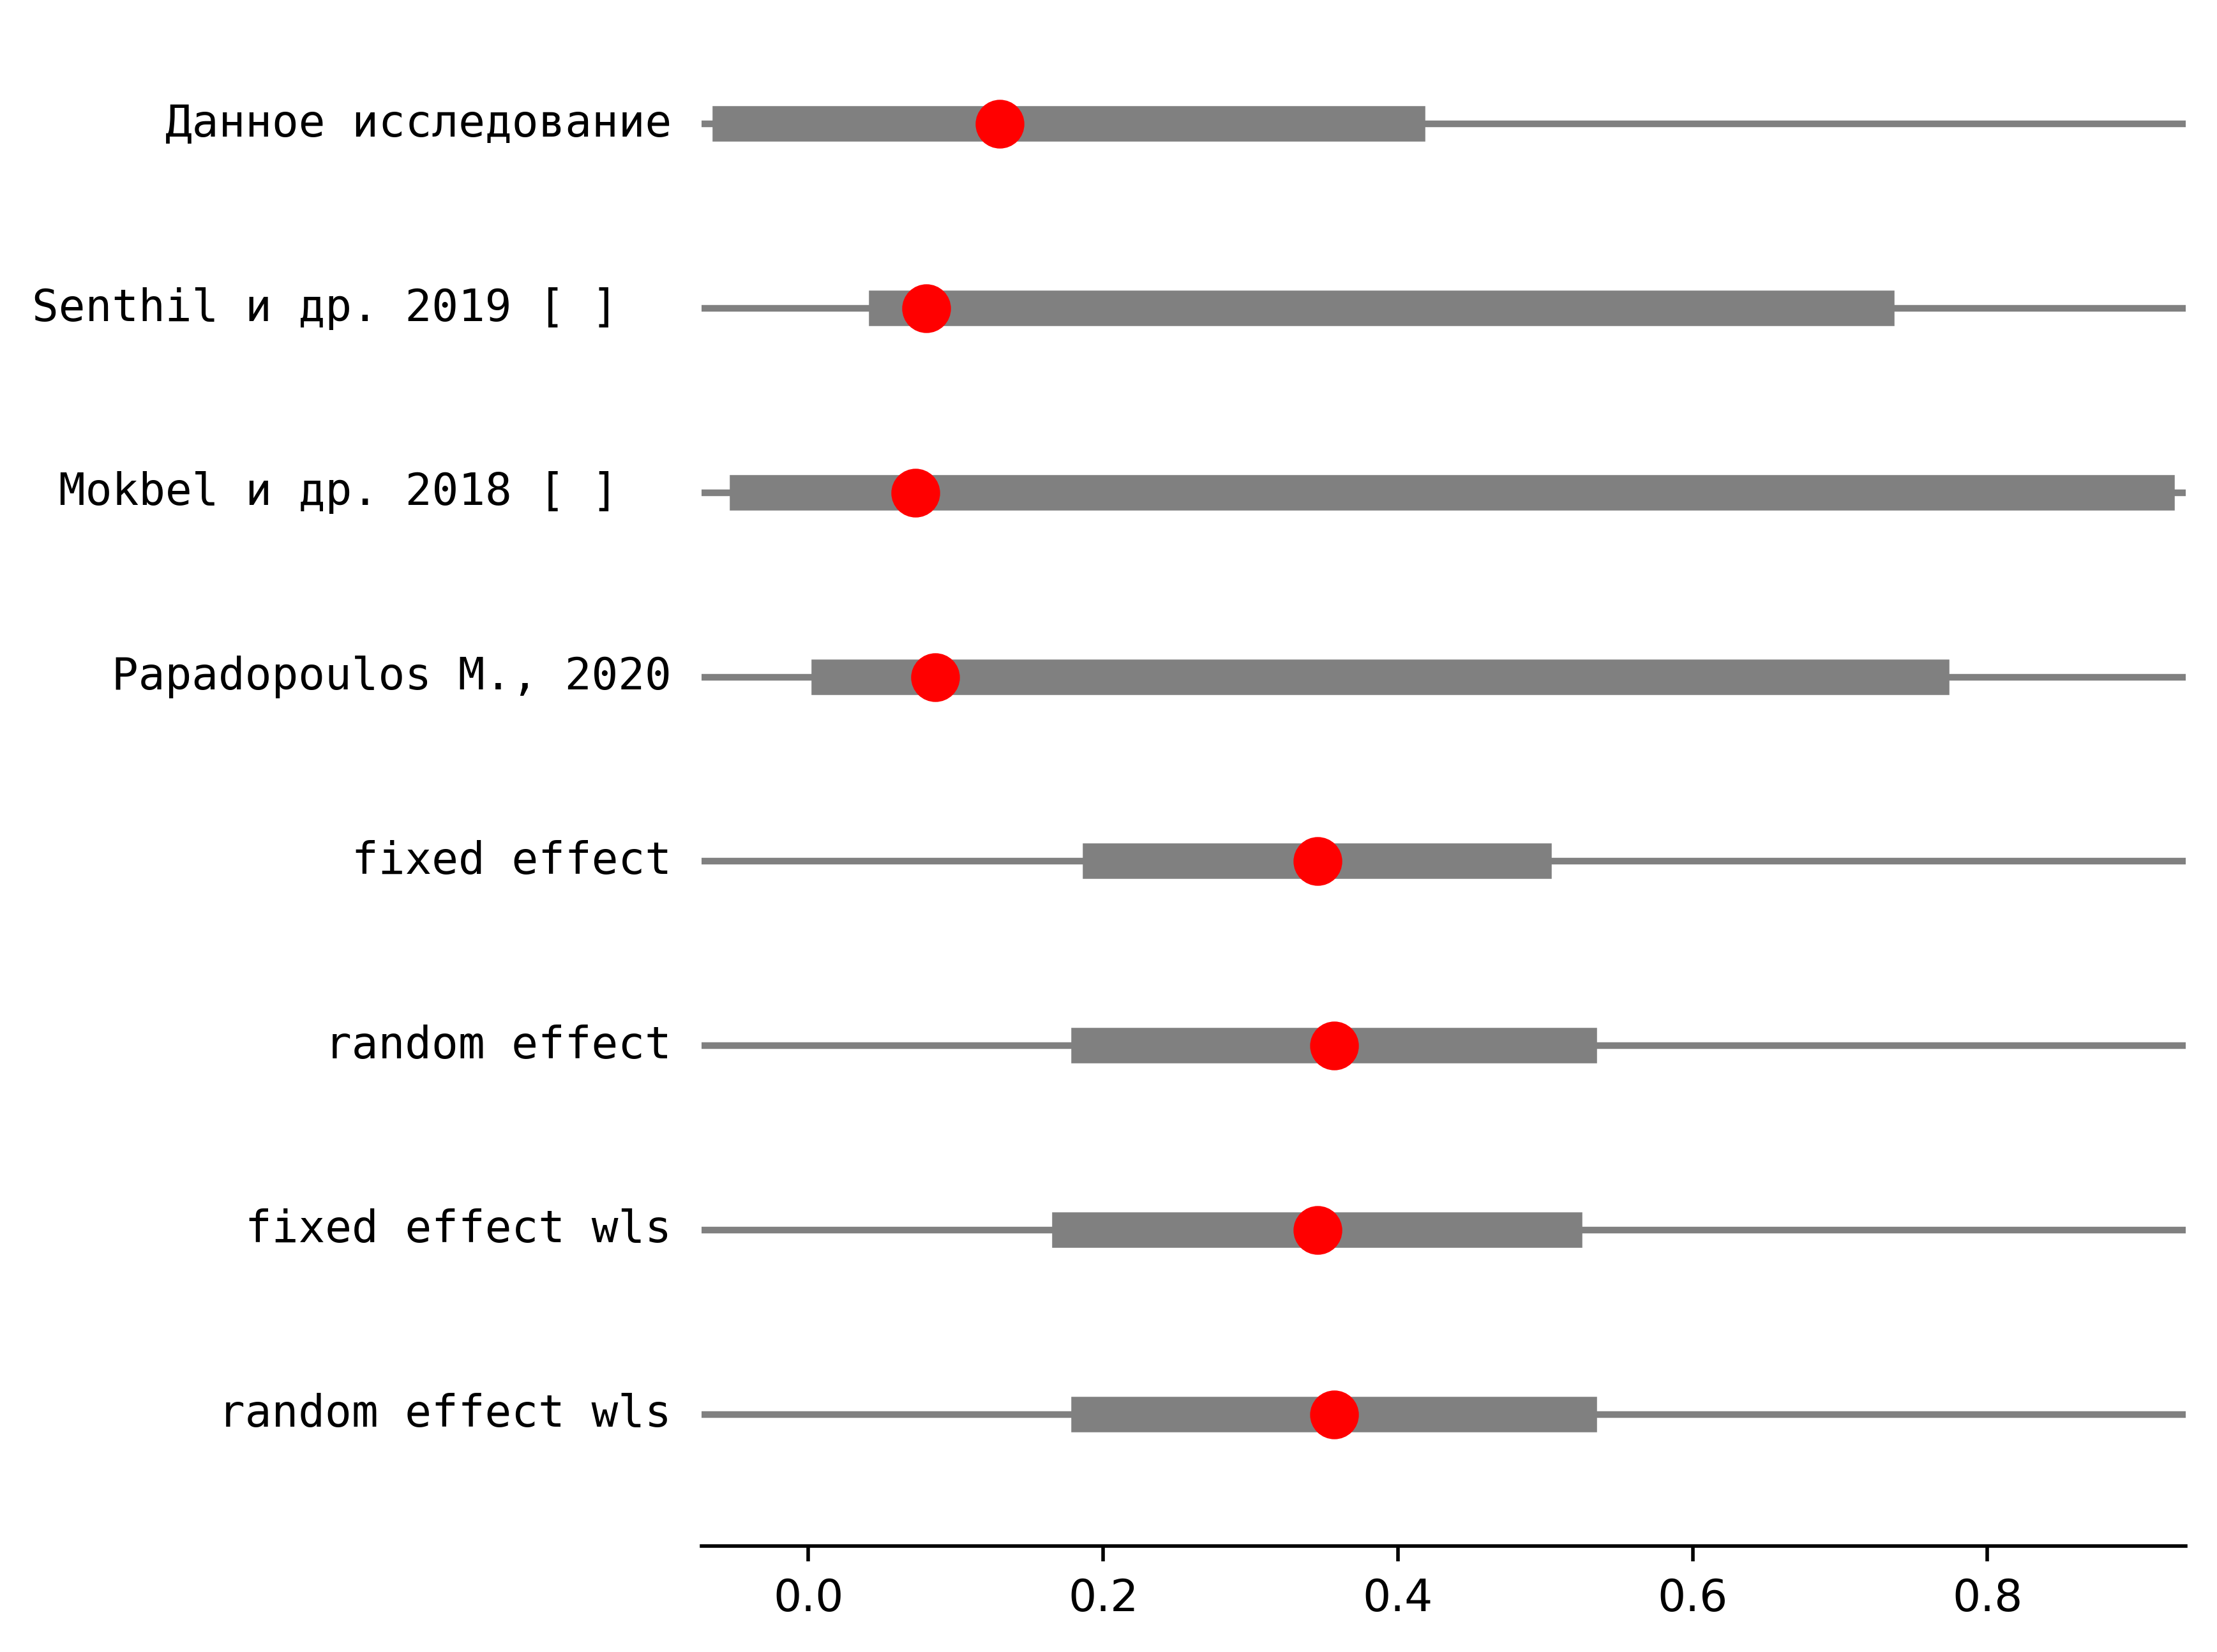 Данное исследование
Senthil и др. 2019 [ ]
Mokbel и др. 2018 [ ]
Papadopoulos M., 2020
fixed effect
random effect
fixed effect wls
random effect wls
0.0 0.2 0.4 0.6 0.8